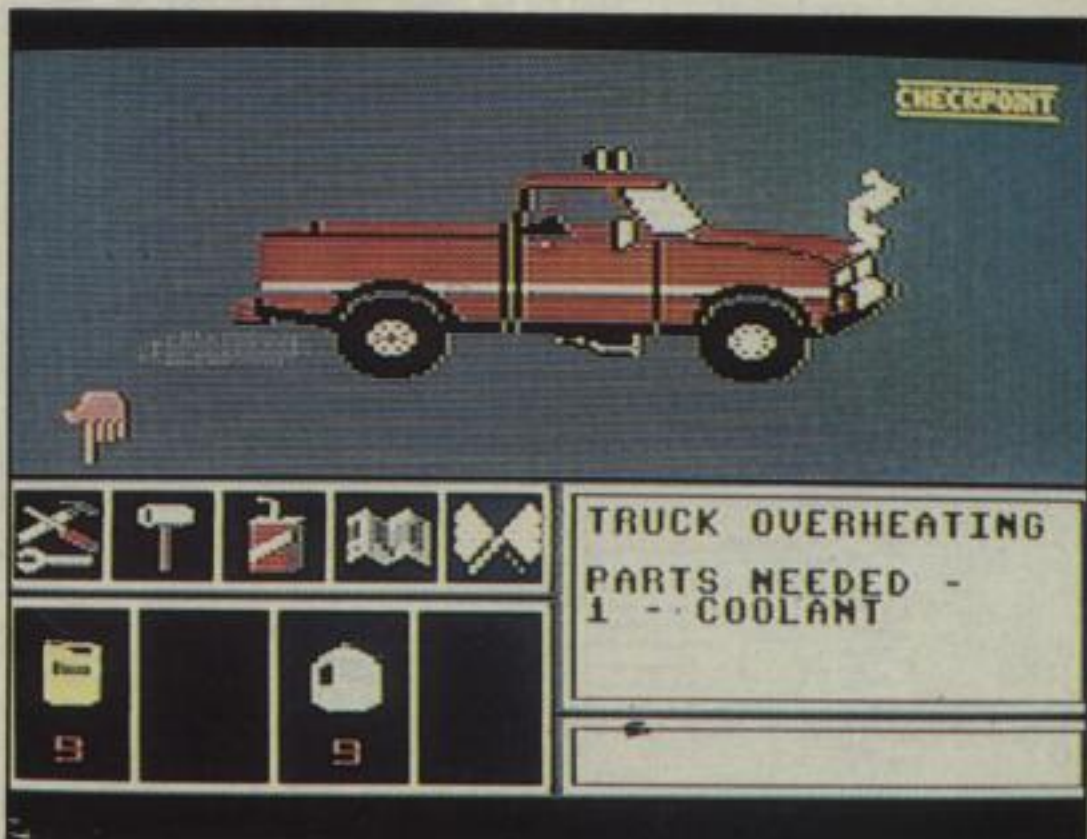 CHECKPOINT
TRUCK OVERHEATING
PARTS NEEDED -
1 - COOLANT
9
9